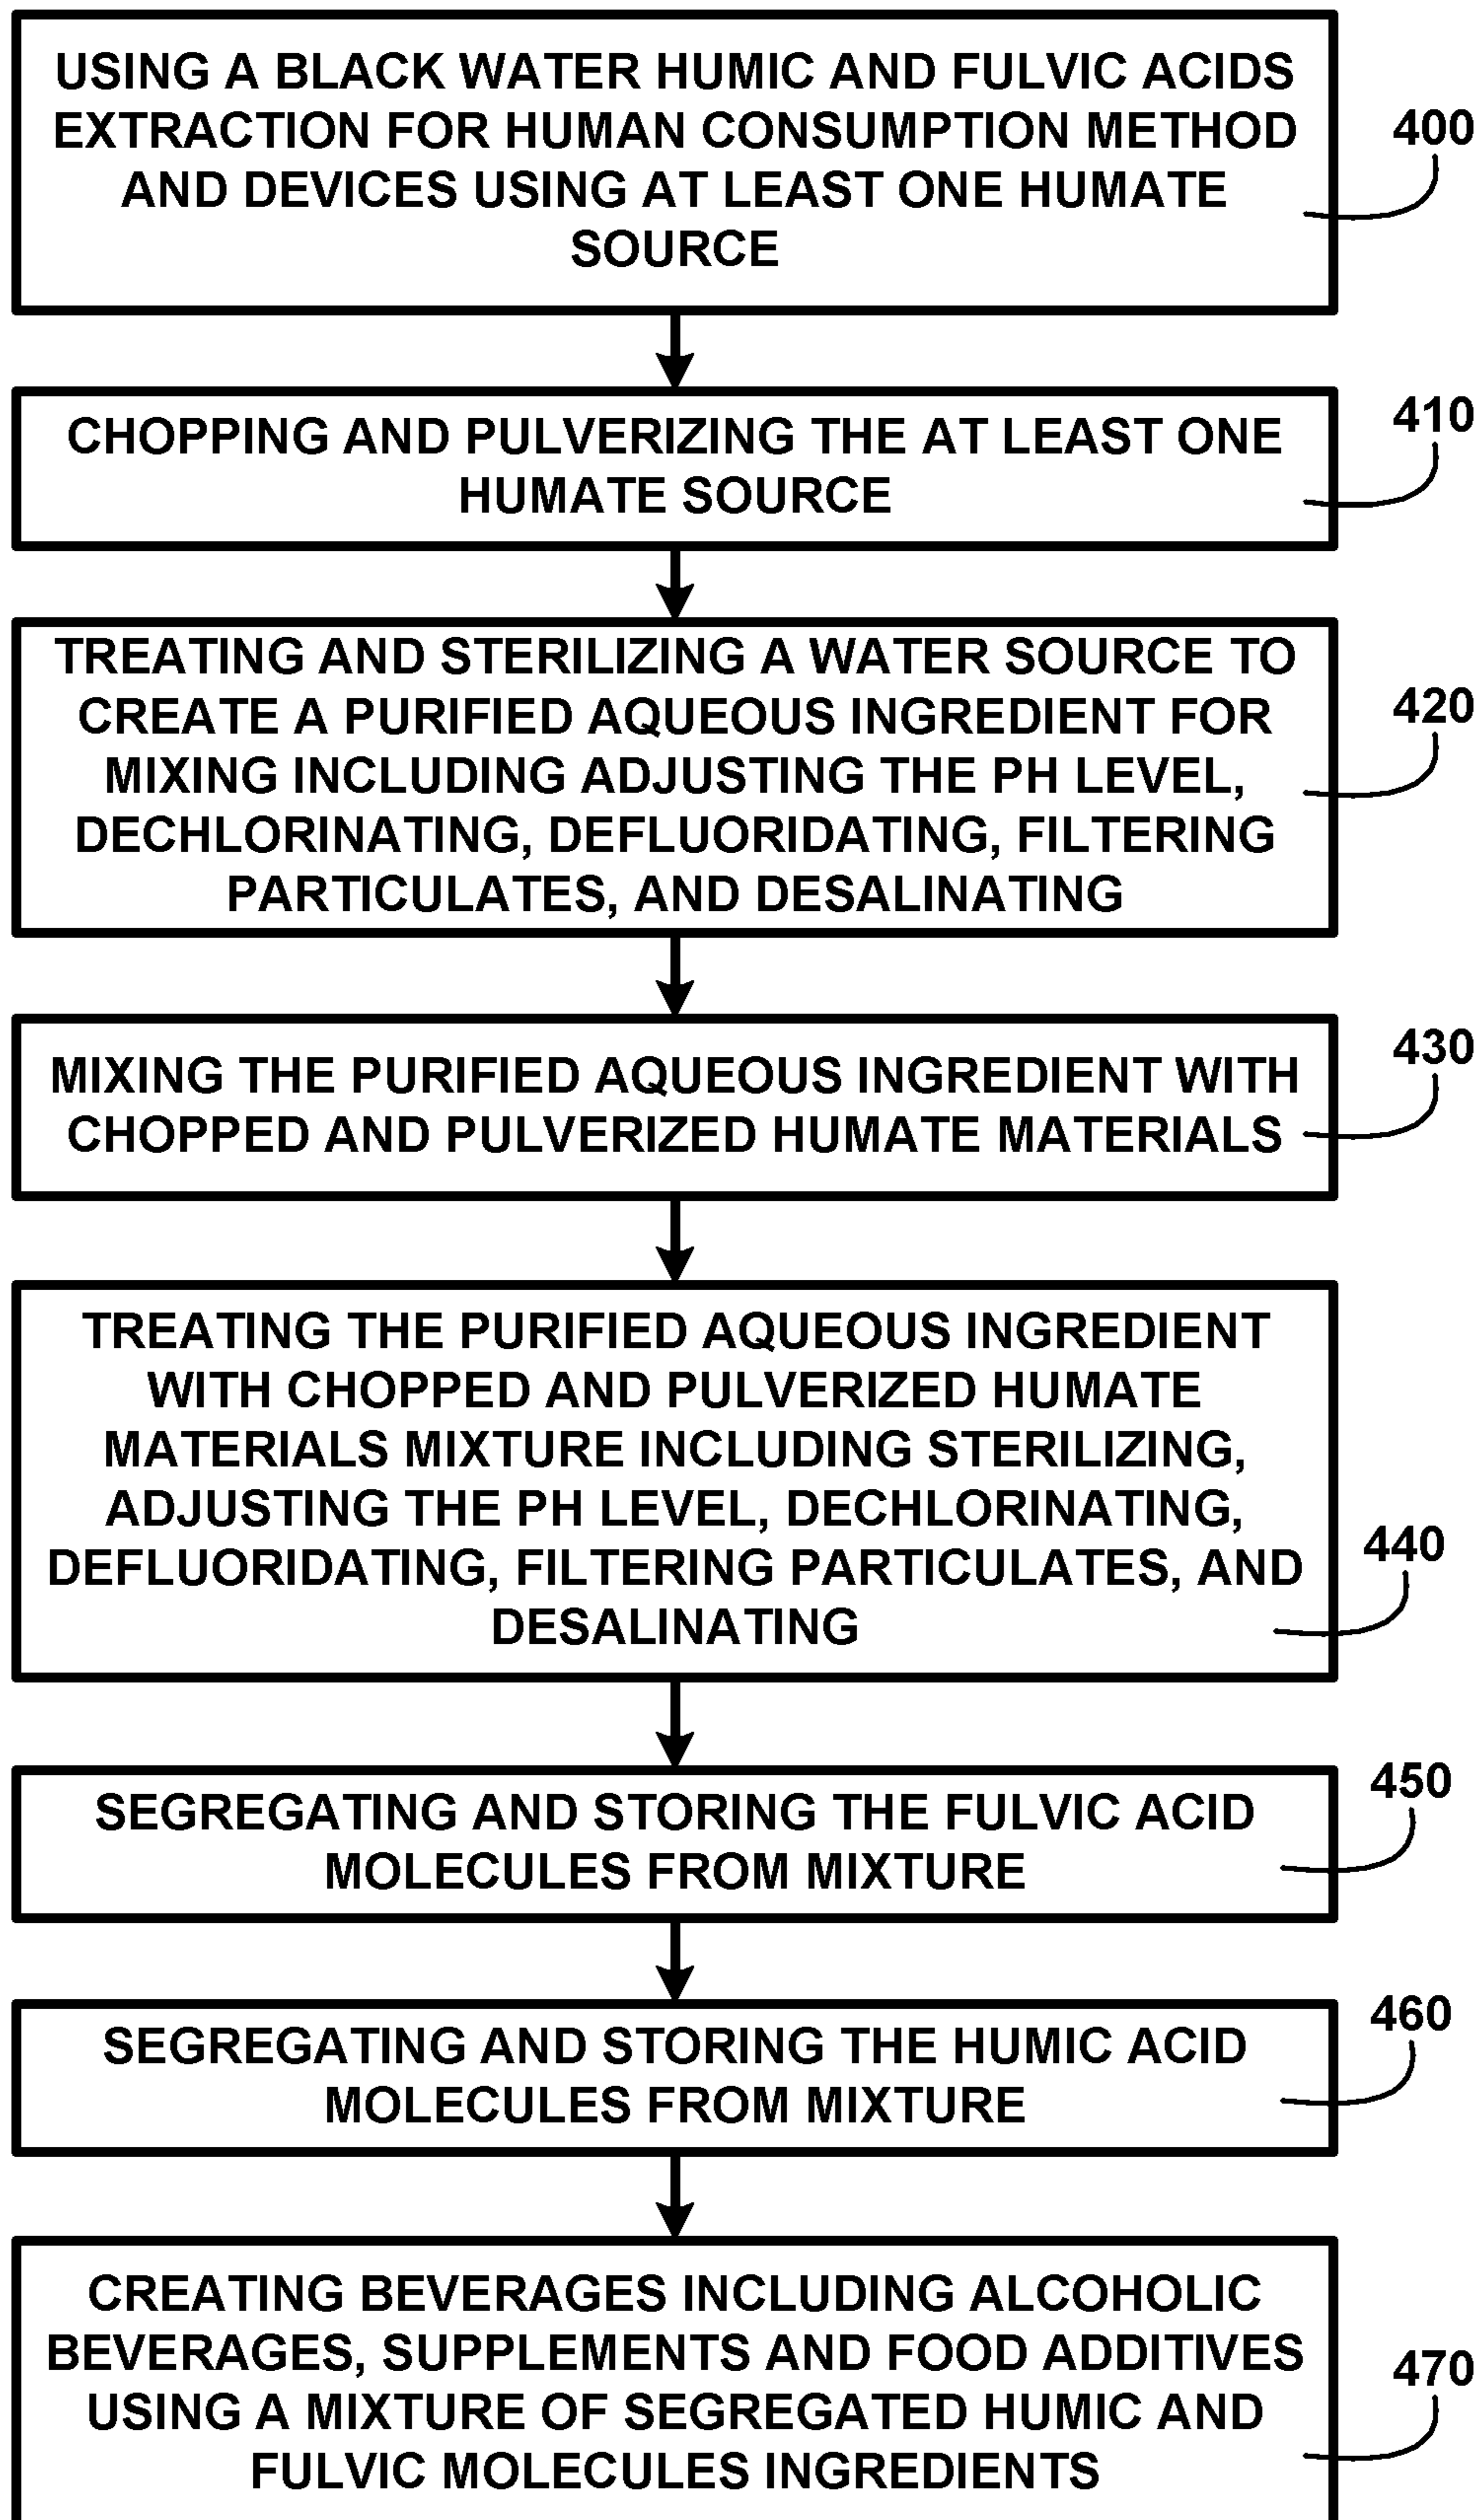 USING A BLACK WATER HUMIC AND FULVIC ACIDS
EXTRACTION FOR HUMAN CONSUMPTION METHOD
AND DEVICES USING AT LEAST ONE HUMATE
SOURCE
400
CHOPPING AND PULVERIZING THE AT LEAST ONE
HUMATE SOURCE
410
TREATING AND STERILIZING A WATER SOURCE TO
CREATE A PURIFIED AQUEOUS INGREDIENT FOR
MIXING INCLUDING ADJUSTING THE PH LEVEL,
DECHLORINATING, DEFLUORIDATING, FILTERING
PARTICULATES, AND DESALINATING
420
MIXING THE PURIFIED AQUEOUS INGREDIENT WITH
CHOPPED AND PULVERIZED HUMATE MATERIALS
430
TREATING THE PURIFIED AQUEOUS INGREDIENT
WITH CHOPPED AND PULVERIZED HUMATE
MATERIALS MIXTURE INCLUDING STERILIZING,
ADJUSTING THE PH LEVEL, DECHLORINATING,
DEFLUORIDATING, FILTERING PARTICULATES, AND
DESALINATING
440
SEGREGATING AND STORING THE FULVIC ACID
MOLECULES FROM MIXTURE
450
SEGREGATING AND STORING THE HUMIC ACID
MOLECULES FROM MIXTURE
460
CREATING BEVERAGES INCLUDING ALCOHOLIC
BEVERAGES, SUPPLEMENTS AND FOOD ADDITIVES
USING A MIXTURE OF SEGREGATED HUMIC AND
FULVIC MOLECULES INGREDIENTS
470